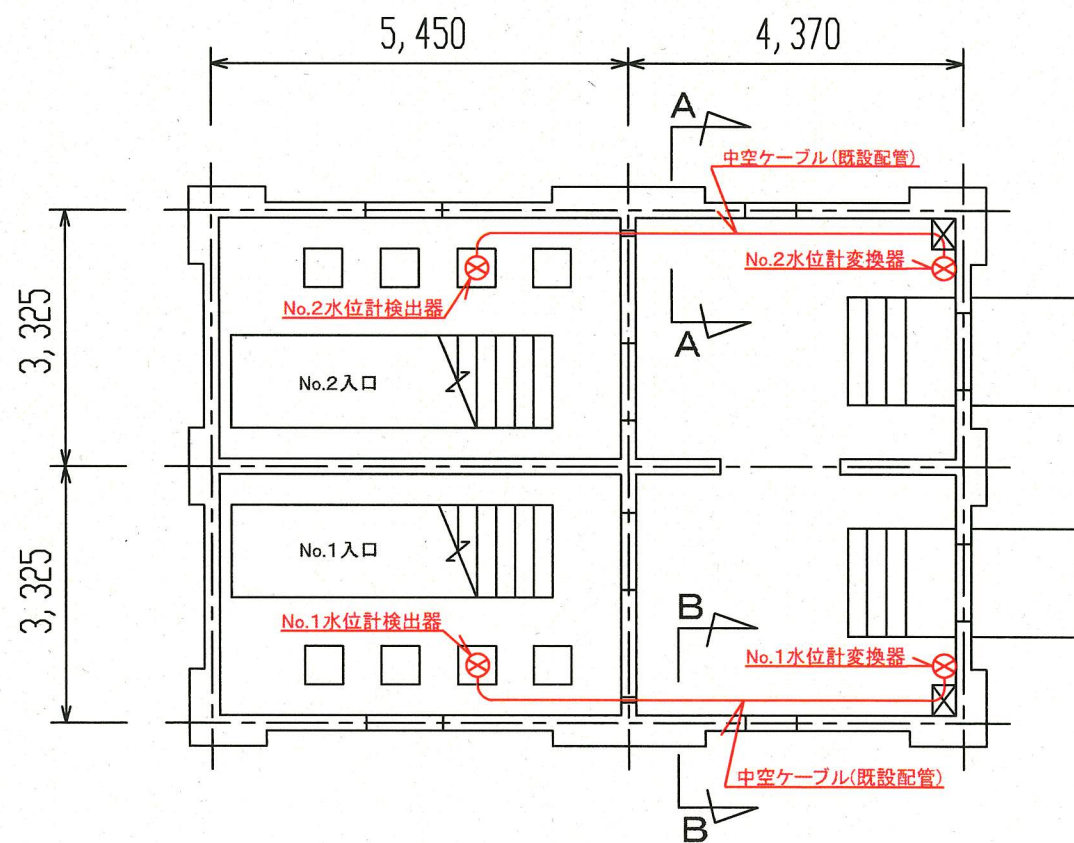 5,450
4,370
A
中空ケーブル(既設配管)
No.2水位計変換器
No.2水位計検出器
A
3,325
No.2入口
No.1入口
3,325
B
No.1水位計検出器
No.1水位計変換器
中空ケーブル(既設配管)
B